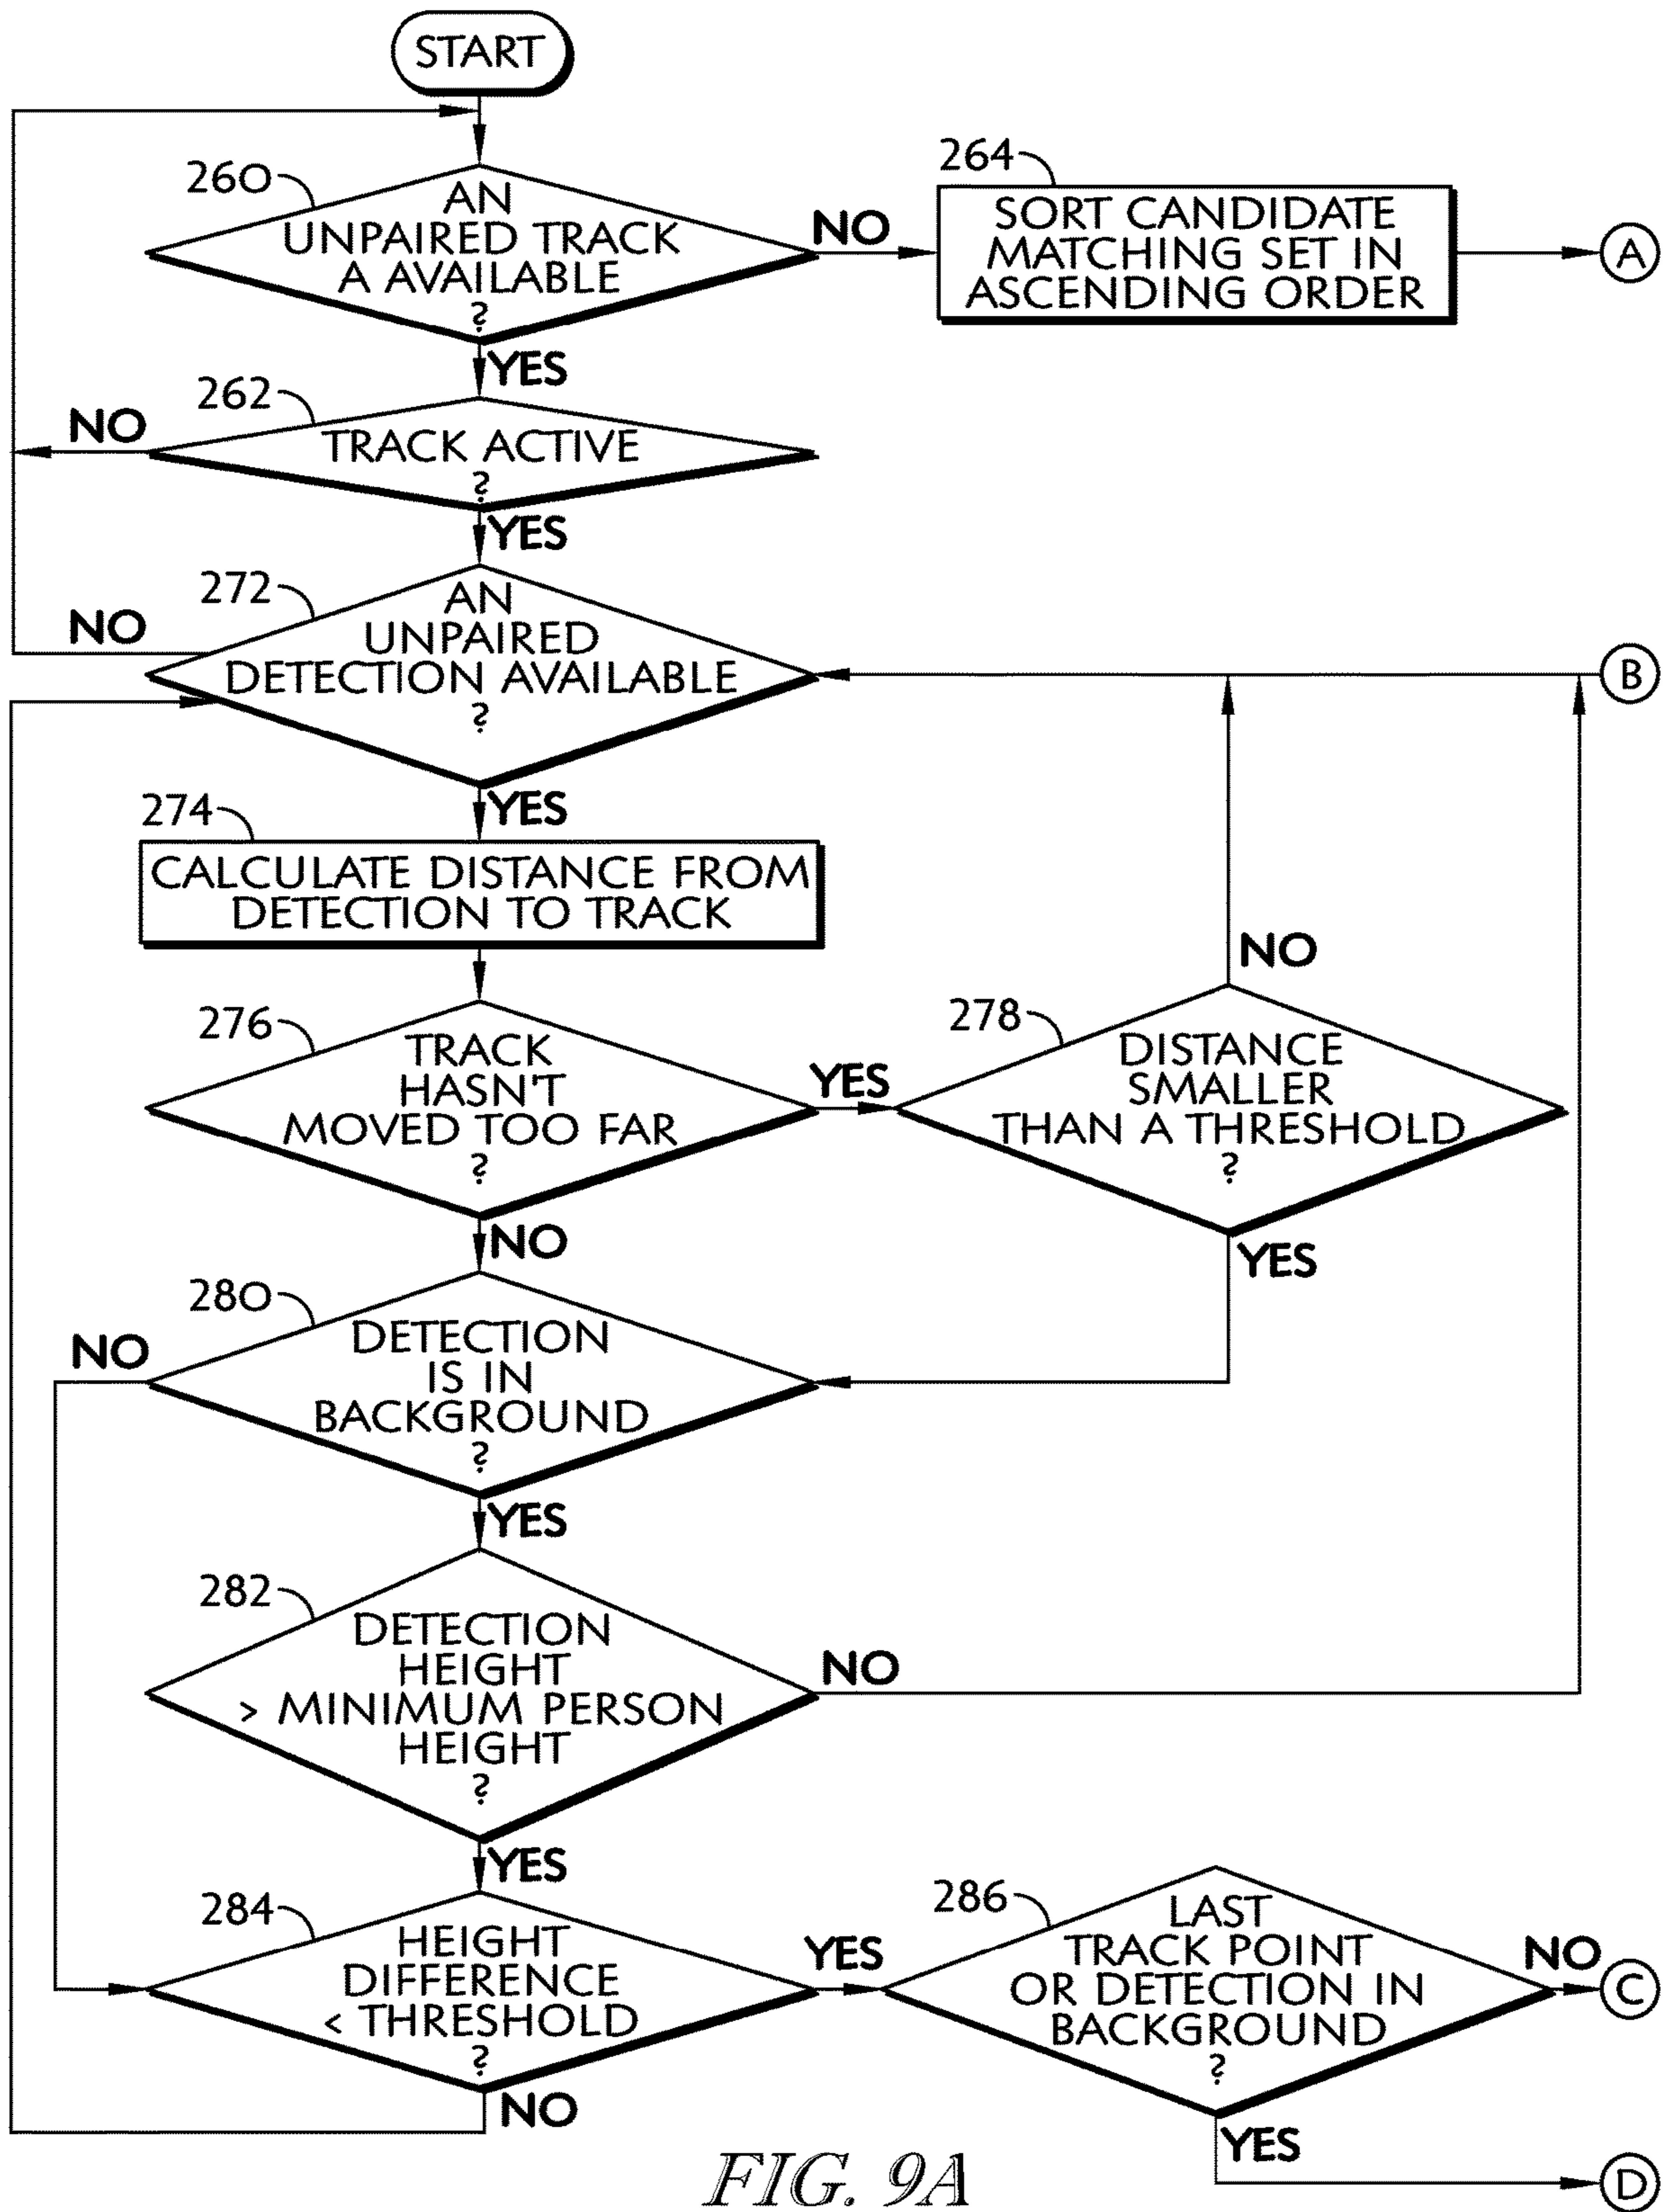 START
260
AN
UNPAIRED TRACK
A AVAILABLE
?
NO
264
SORT CANDIDATE
MATCHING SET IN
ASCENDING ORDER
A
YES
262
NO
TRACK ACTIVE
?
YES
272
NO
AN
UNPAIRED
DETECTION AVAILABLE
?
B
YES
274
CALCULATE DISTANCE FROM
DETECTION TO TRACK
276
TRACK
HASN'T
MOVED TOO FAR
?
YES
NO
278
DISTANCE
SMALLER
THAN A THRESHOLD
?
YES
NO
280
NO
DETECTION
IS IN
BACKGROUND
?
YES
282
DETECTION
HEIGHT
> MINIMUM PERSON
HEIGHT
?
NO
YES
284
HEIGHT
DIFFERENCE
< THRESHOLD
?
YES
NO
286
LAST
TRACK POINT
OR DETECTION IN
BACKGROUND
?
NO
C
YES
D
FIG. 9A